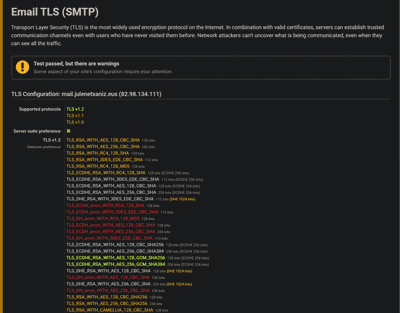 Email TLS (SMTP)
Transport Layer Security (TLS) is the most widely used encryption protocol on the Internet. In combination with valid certificates, servers can establish trusted
communication channels even with users who have never visited them before. Network attackers can't uncover what is being communicated, even when they
can see all the traffic.
Test passed, but there are warnings
Some aspect of your site's configuration require your attention.
TLS Configuration: mail.julenetxaniz.eus (82.98.134.111)
Supported protocols TLS v1.2
TLS v1.1
TLS v1.0
Server suite preference
TLS v1.2 TLS_RSA_WITH_AES_128_CBC_SHA 128 bits
Unknown preference TLS_RSA_WITH_AES_256_CBC_SHA 256 bits
TLS_RSA_WITH_RC4_128_SHA 128 bits
TLS_RSA_WITH_3DES_EDE_CBC_SHA 112 bits
TLS_RSA_WITH_RC4_128_MD5 128 bits
TLS_ECDHE_RSA_WITH_RC4_128_SHA 128 bits (ECDHE 256 bits)
TLS_ECDHE_RSA_WITH_3DES_EDE_CBC_SHA 112 bits (ECDHE 256 bits)
TLS_ECDHE_RSA_WITH_AES_128_CBC_SHA 128 bits (ECDHE 256 bits)
TLS_ECDHE_RSA_WITH_AES_256_CBC_SHA 256 bits (ECDHE 256 bits)
TLS_DHE_RSA_WITH_3DES_EDE_CBC_SHA 112 bits (DHE 1024 bits)
TLS_ECDH_anon_WITH_RC4_128_SHA 128 bits
TLS_ECDH_anon_WITH_3DES_EDE_CBC_SHA 112 bits
TLS_DH_anon_WITH_RC4_128_MD5 128 bits
TLS_ECDH_anon_WITH_AES_128_CBC_SHA 128 bits
TLS_ECDH_anon_WITH_AES_256_CBC_SHA 256 bits
TLS_DH_anon_WITH_3DES_EDE_CBC_SHA 112 bits
TLS_ECDHE_RSA_WITH_AES_128_CBC_SHA256 128 bits (ECDHE 256 bits)
TLS_ECDHE_RSA_WITH_AES_256_CBC_SHA384 256 bits (ECDHE 256 bits)
TLS_ECDHE_RSA_WITH_AES_128_GCM_SHA256 128 bits (ECDHE 256 bits)
TLS_ECDHE_RSA_WITH_AES_256_GCM_SHA384 256 bits (ECDHE 256 bits)
TLS_DHE_RSA_WITH_AES_128_CBC_SHA 128 bits (DHE 1024 bits)
TLS_DH_anon_WITH_AES_128_CBC_SHA 128 bits
TLS_DHE_RSA_WITH_AES_256_CBC_SHA 256 bits (DHE 1024 bits)
TLS_DH_anon_WITH_AES_256_CBC_SHA 256 bits
TLS_RSA_WITH_AES_128_CBC_SHA256 128 bits
TLS_RSA_WITH_AES_256_CBC_SHA256 256 bits
TLS_RSA_WITH_CAMELLIA_128_CBC_SHA 128 bits